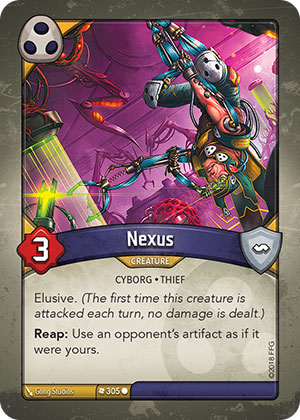 Nexus
CREATURE
3
CYBORG • THIEF
Elusive. (The first time this creature is
attacked each turn, no damage is dealt.)
Reap: Use an opponent's artifact as if it
were yours.
Gong Studios
305
©2018 FFG